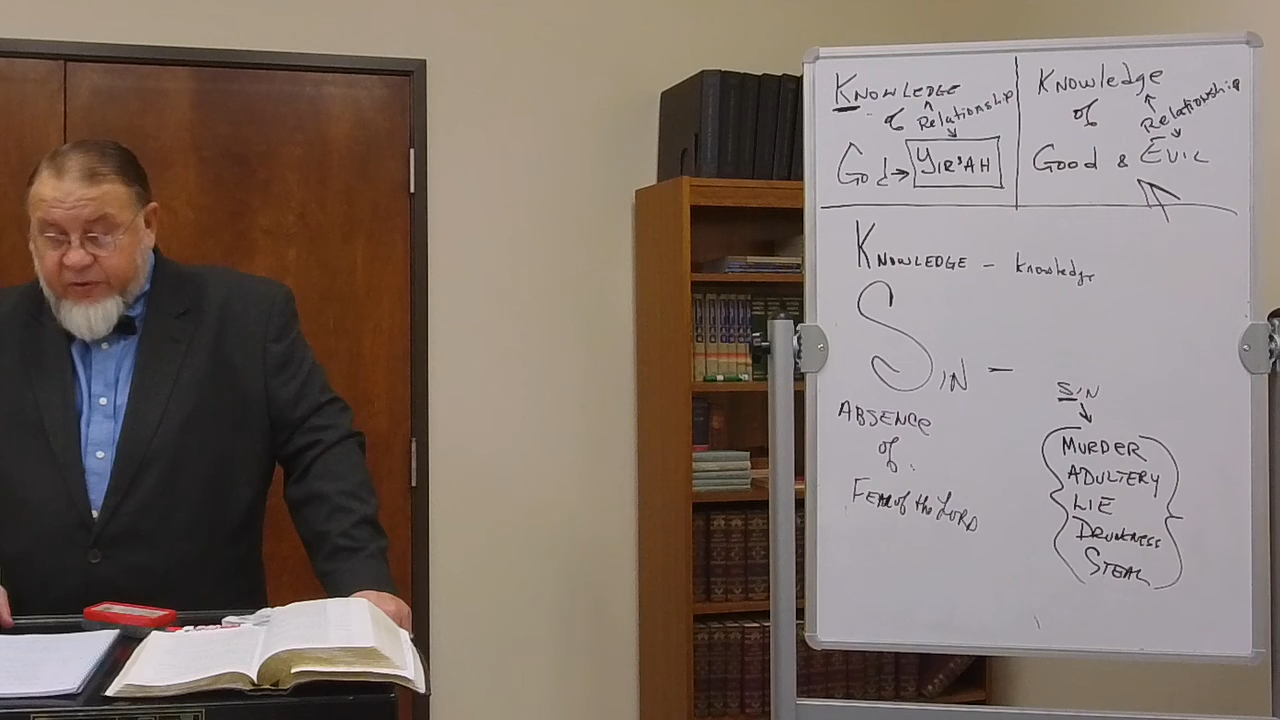 KNOWLEDGE
of Relationship
God → YIR'AH
Knowledge
of Relationship
Good & EVIL
KNOWLEDGE - knowledge
SIN -
SIN
ABSENCE
of
FEAR of the LORD
MURDER
ADULTERY
LIE
DRUNKNESS
STEAL